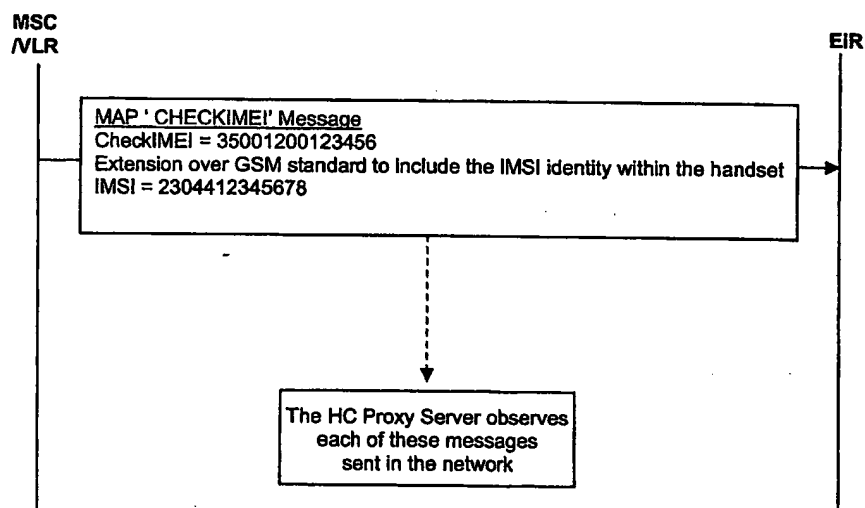 MSC
/VLR
EIR
MAP ' CHECKIMEI' Message
CheckIMEI = 35001200123456
Extension over GSM standard to include the IMSI identity within the handset
IMSI = 2304412345678
The HC Proxy Server observes
each of these messages
sent in the network